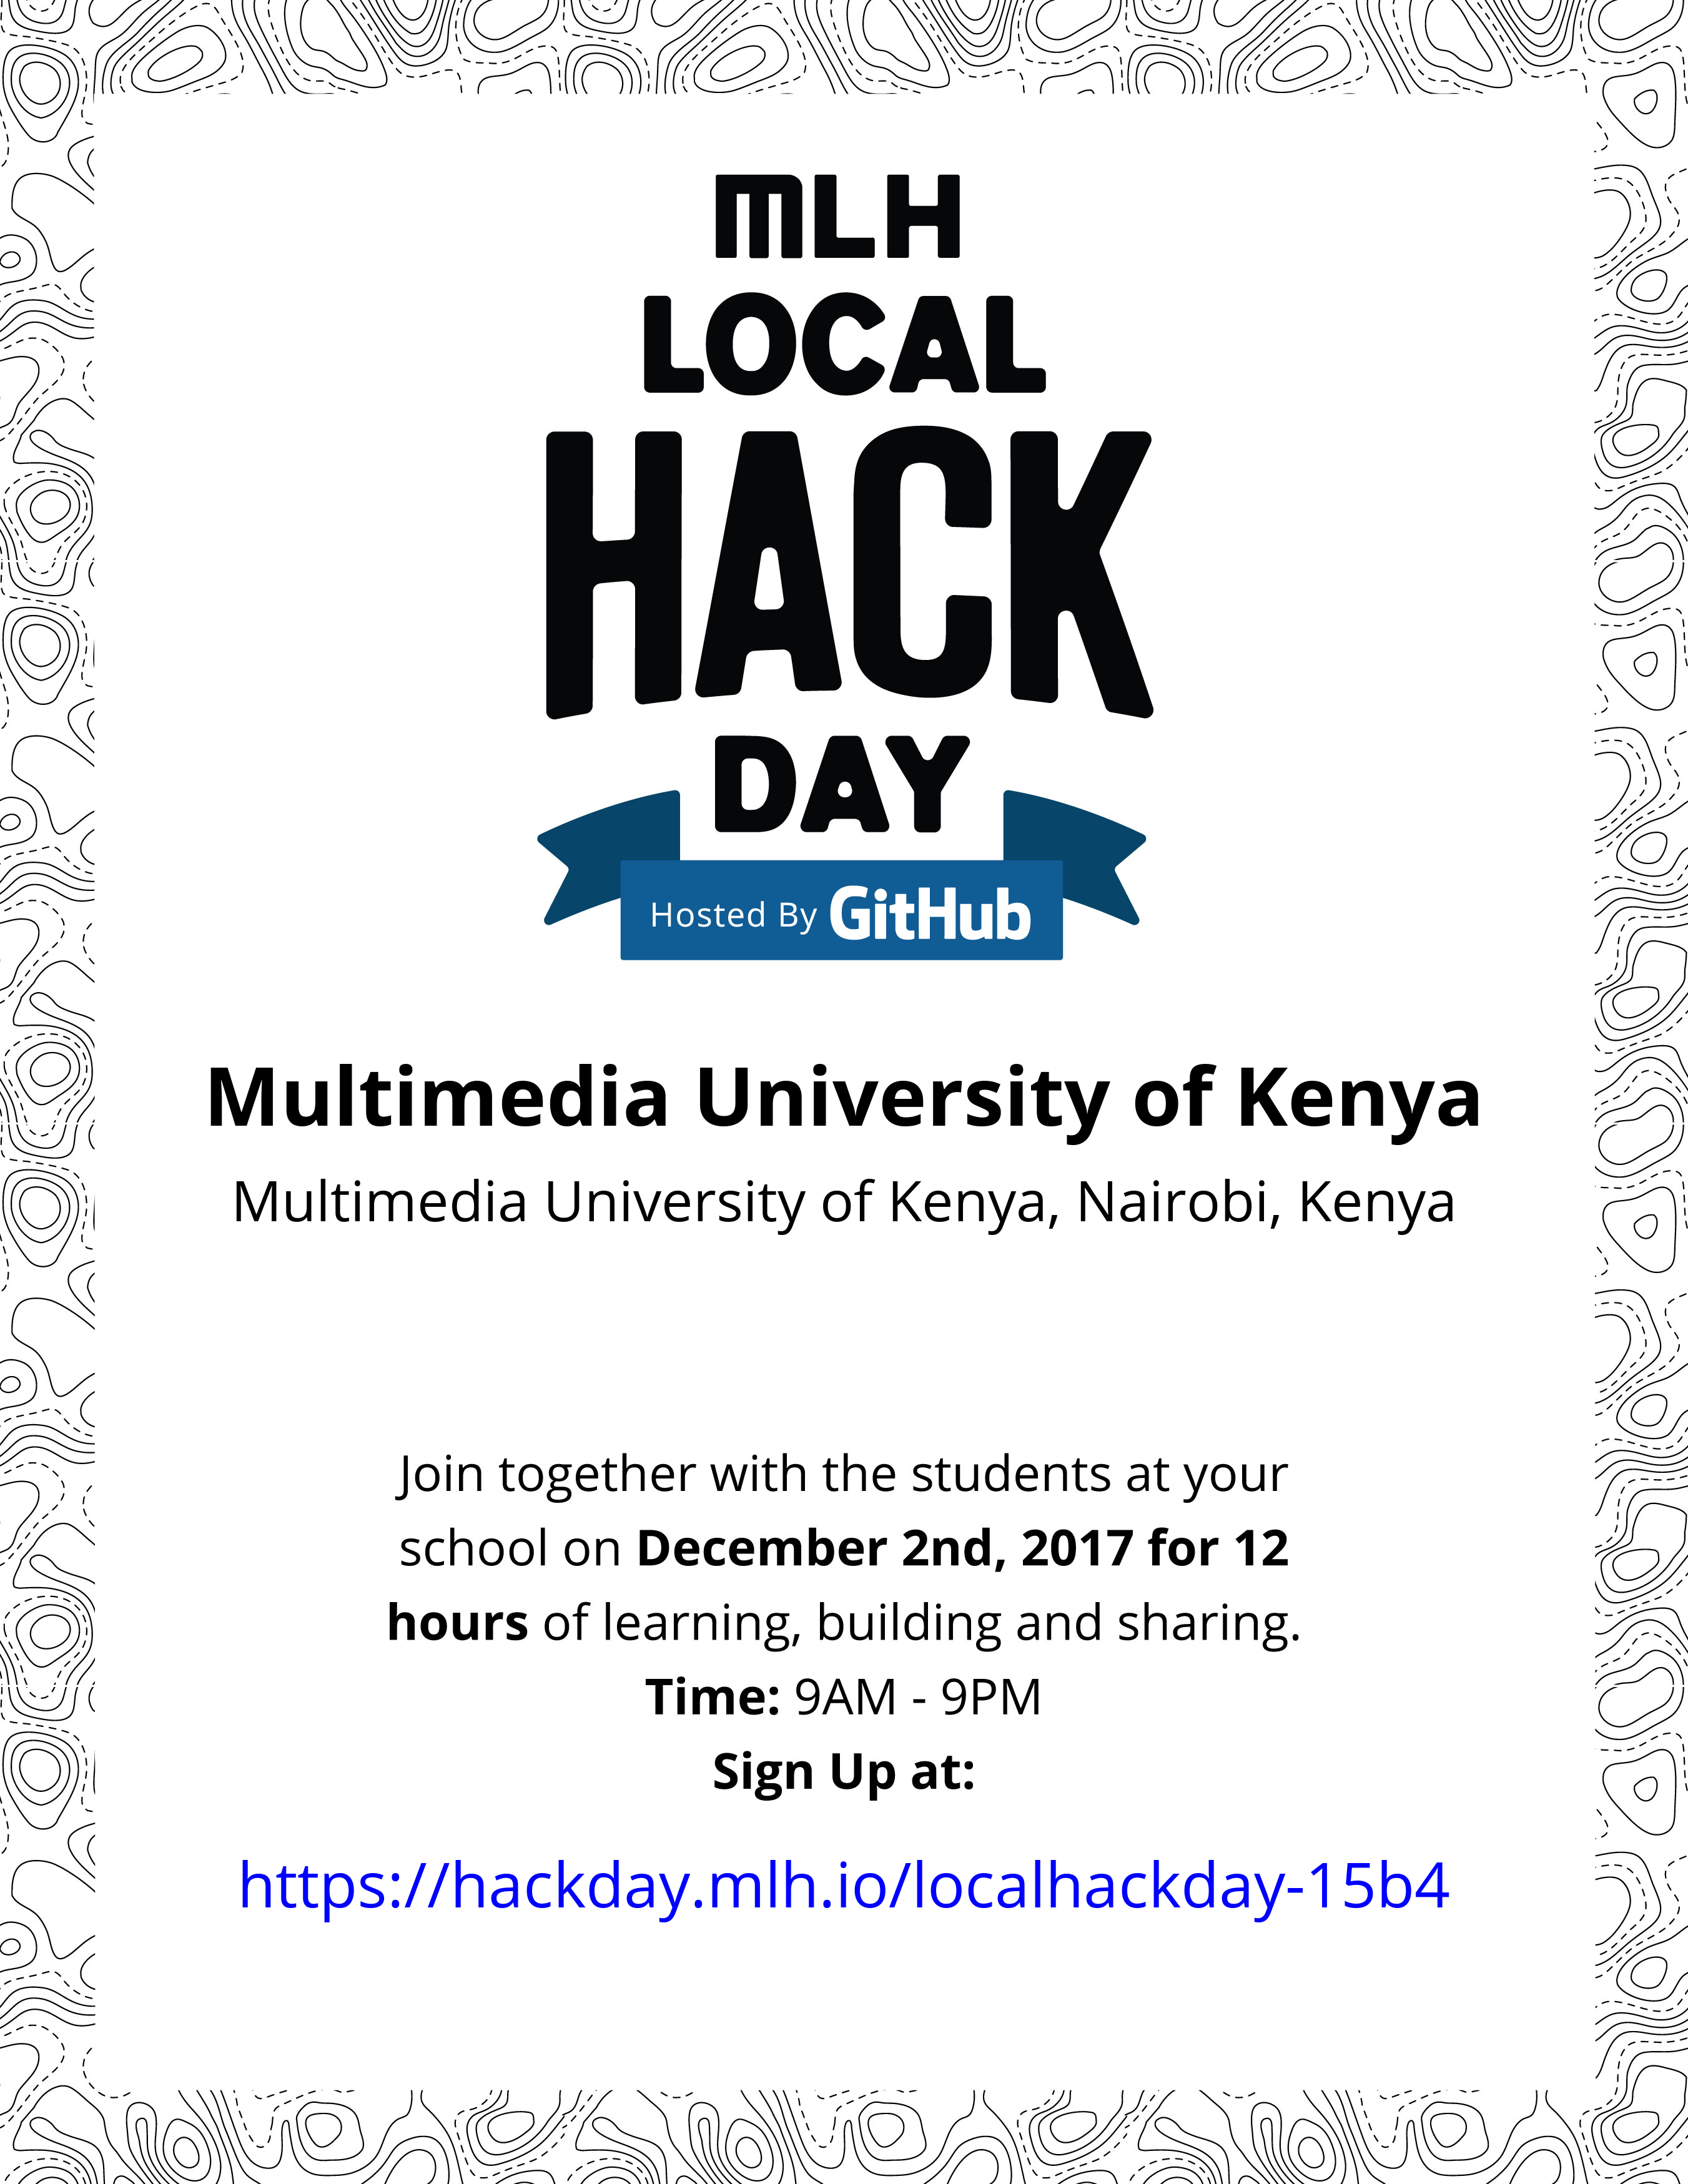 MLH
LOCAL
HACK
DAY
Hosted By GitHub
Multimedia University of Kenya
Multimedia University of Kenya, Nairobi, Kenya
Join together with the students at your
school on December 2nd, 2017 for 12
hours of learning, building and sharing.
Time: 9AM - 9PM
Sign Up at:
https://hackday.mlh.io/localhackday-15b4